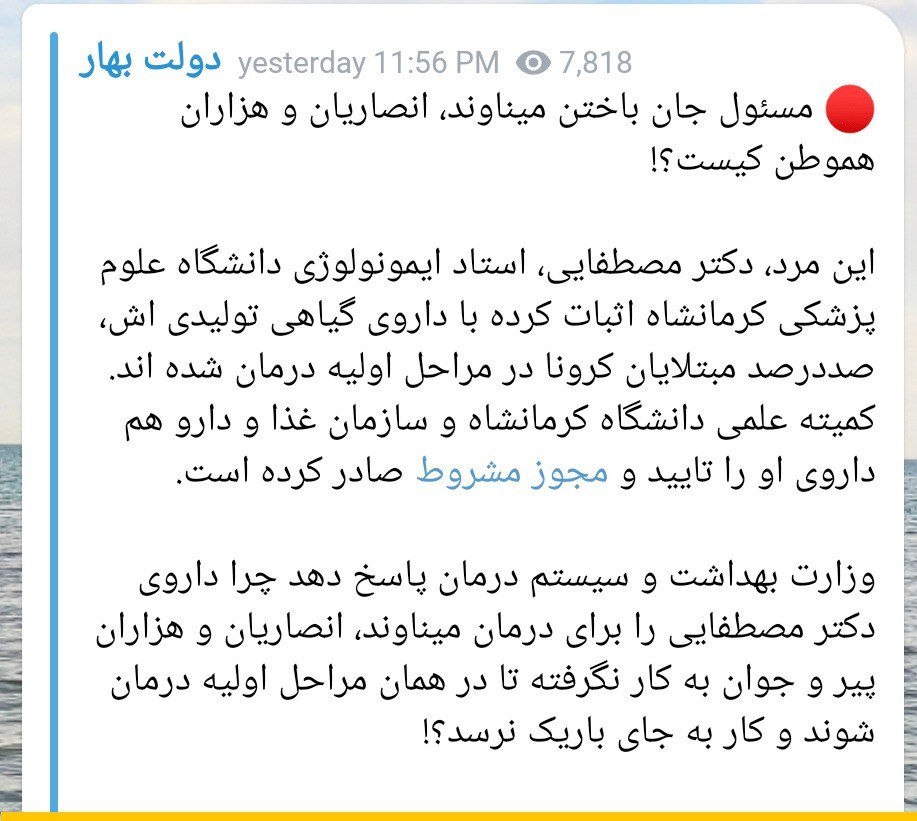 دولت بهار yesterday 11:56 PM 7,818
مسئول جان باختن میناوند، انصاریان و هزاران
هموطن کیست؟!
این مرد، دکتر مصطفایی، استاد ایمونولوژی دانشگاه علوم
پزشکی کرمانشاه اثبات کرده با داروی گیاهی تولیدی اش،
صددرصد مبتلایان کرونا در مراحل اولیه درمان شده اند.
کمیته علمی دانشگاه کرمانشاه و سازمان غذا و دارو هم
داروی او را تایید و مجوز مشروط صادر کرده است.
وزارت بهداشت و سیستم درمان پاسخ دهد چرا داروی
دکتر مصطفایی را برای درمان میناوند، انصاریان و هزاران
پیر و جوان به کار نگرفته تا در همان مراحل اولیه درمان
شوند و کار به جای باریک نرسد؟!